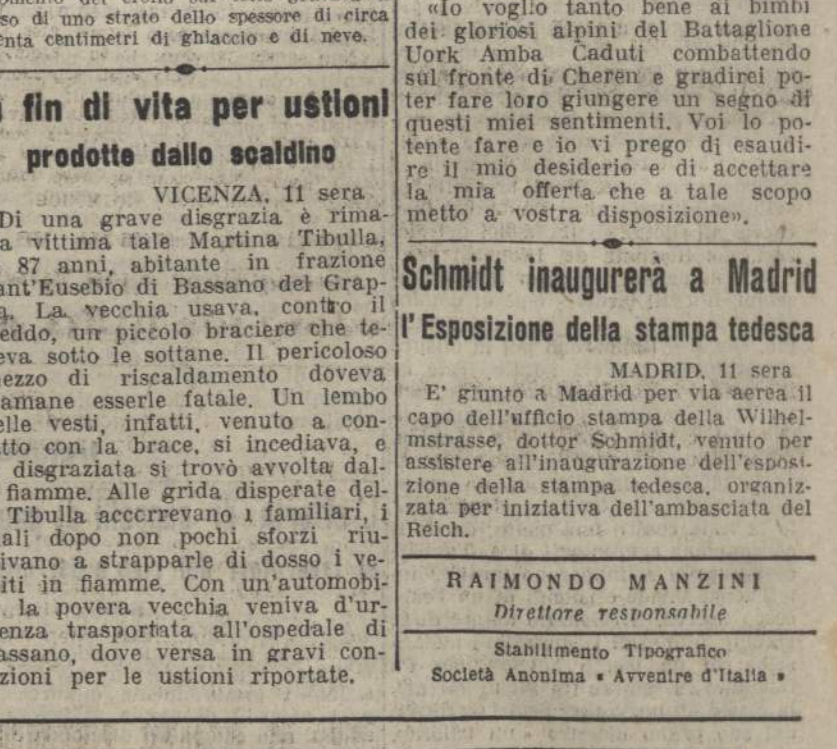 so di uno strato dello spessore di circa
enta centimetri di ghiaccio e di neve.
fin di vita per ustioni
prodotte dallo scaldino
VICENZA, 11 sera
Di una grave disgrazia è rima-
a vittima tale Martina Tibulla,
87 anni, abitante in frazione
ant'Eusebio di Bassano del Grap-
a. La vecchia usava, contro il
eddo, un piccolo braciere che te-
eva sotto le sottane. Il pericoloso
ezzo di riscaldamento doveva
amane esserle fatale. Un lembo
elle vesti, infatti, venuto a con-
tto con la brace, si incediava, e
disgraziata si trovò avvolta dal-
fiamme. Alle grida disperate del-
Tibulla accorrevano i familiari, i
ali dopo non pochi sforzi riu-
ivano a strapparle di dosso i ve-
iti in fiamme. Con un'automobi-
la povera vecchia veniva d'ur-
enza trasportata all'ospedale di
assano, dove versa in gravi con-
zioni per le ustioni riportate.
«Io voglio tanto bene ai bimbi
dei gloriosi alpini del Battaglione
Uork Amba Caduti combattendo
sul fronte di Cheren e gradirei po-
ter fare loro giungere un segno di
questi miei sentimenti. Voi lo po-
tente fare e io vi prego di esaudi-
re il mio desiderio e di accettare
la mia offerta che a tale scopo
metto a vostra disposizione».
Schmidt inaugurerà a Madrid
l'Esposizione della stampa tedesca
MADRID, 11 sera
E' giunto a Madrid per via aerea il
capo dell'ufficio stampa della Wilhel-
mstrasse, dottor Schmidt, venuto per
assistere all'inaugurazione dell'esposi-
zione della stampa tedesca, organiz-
zata per iniziativa dell'ambasciata del
Reich.
RAIMONDO MANZINI
Direttore responsabile
Stabilimento Tipografico
Società Anonima « Avvenire d'Italia »